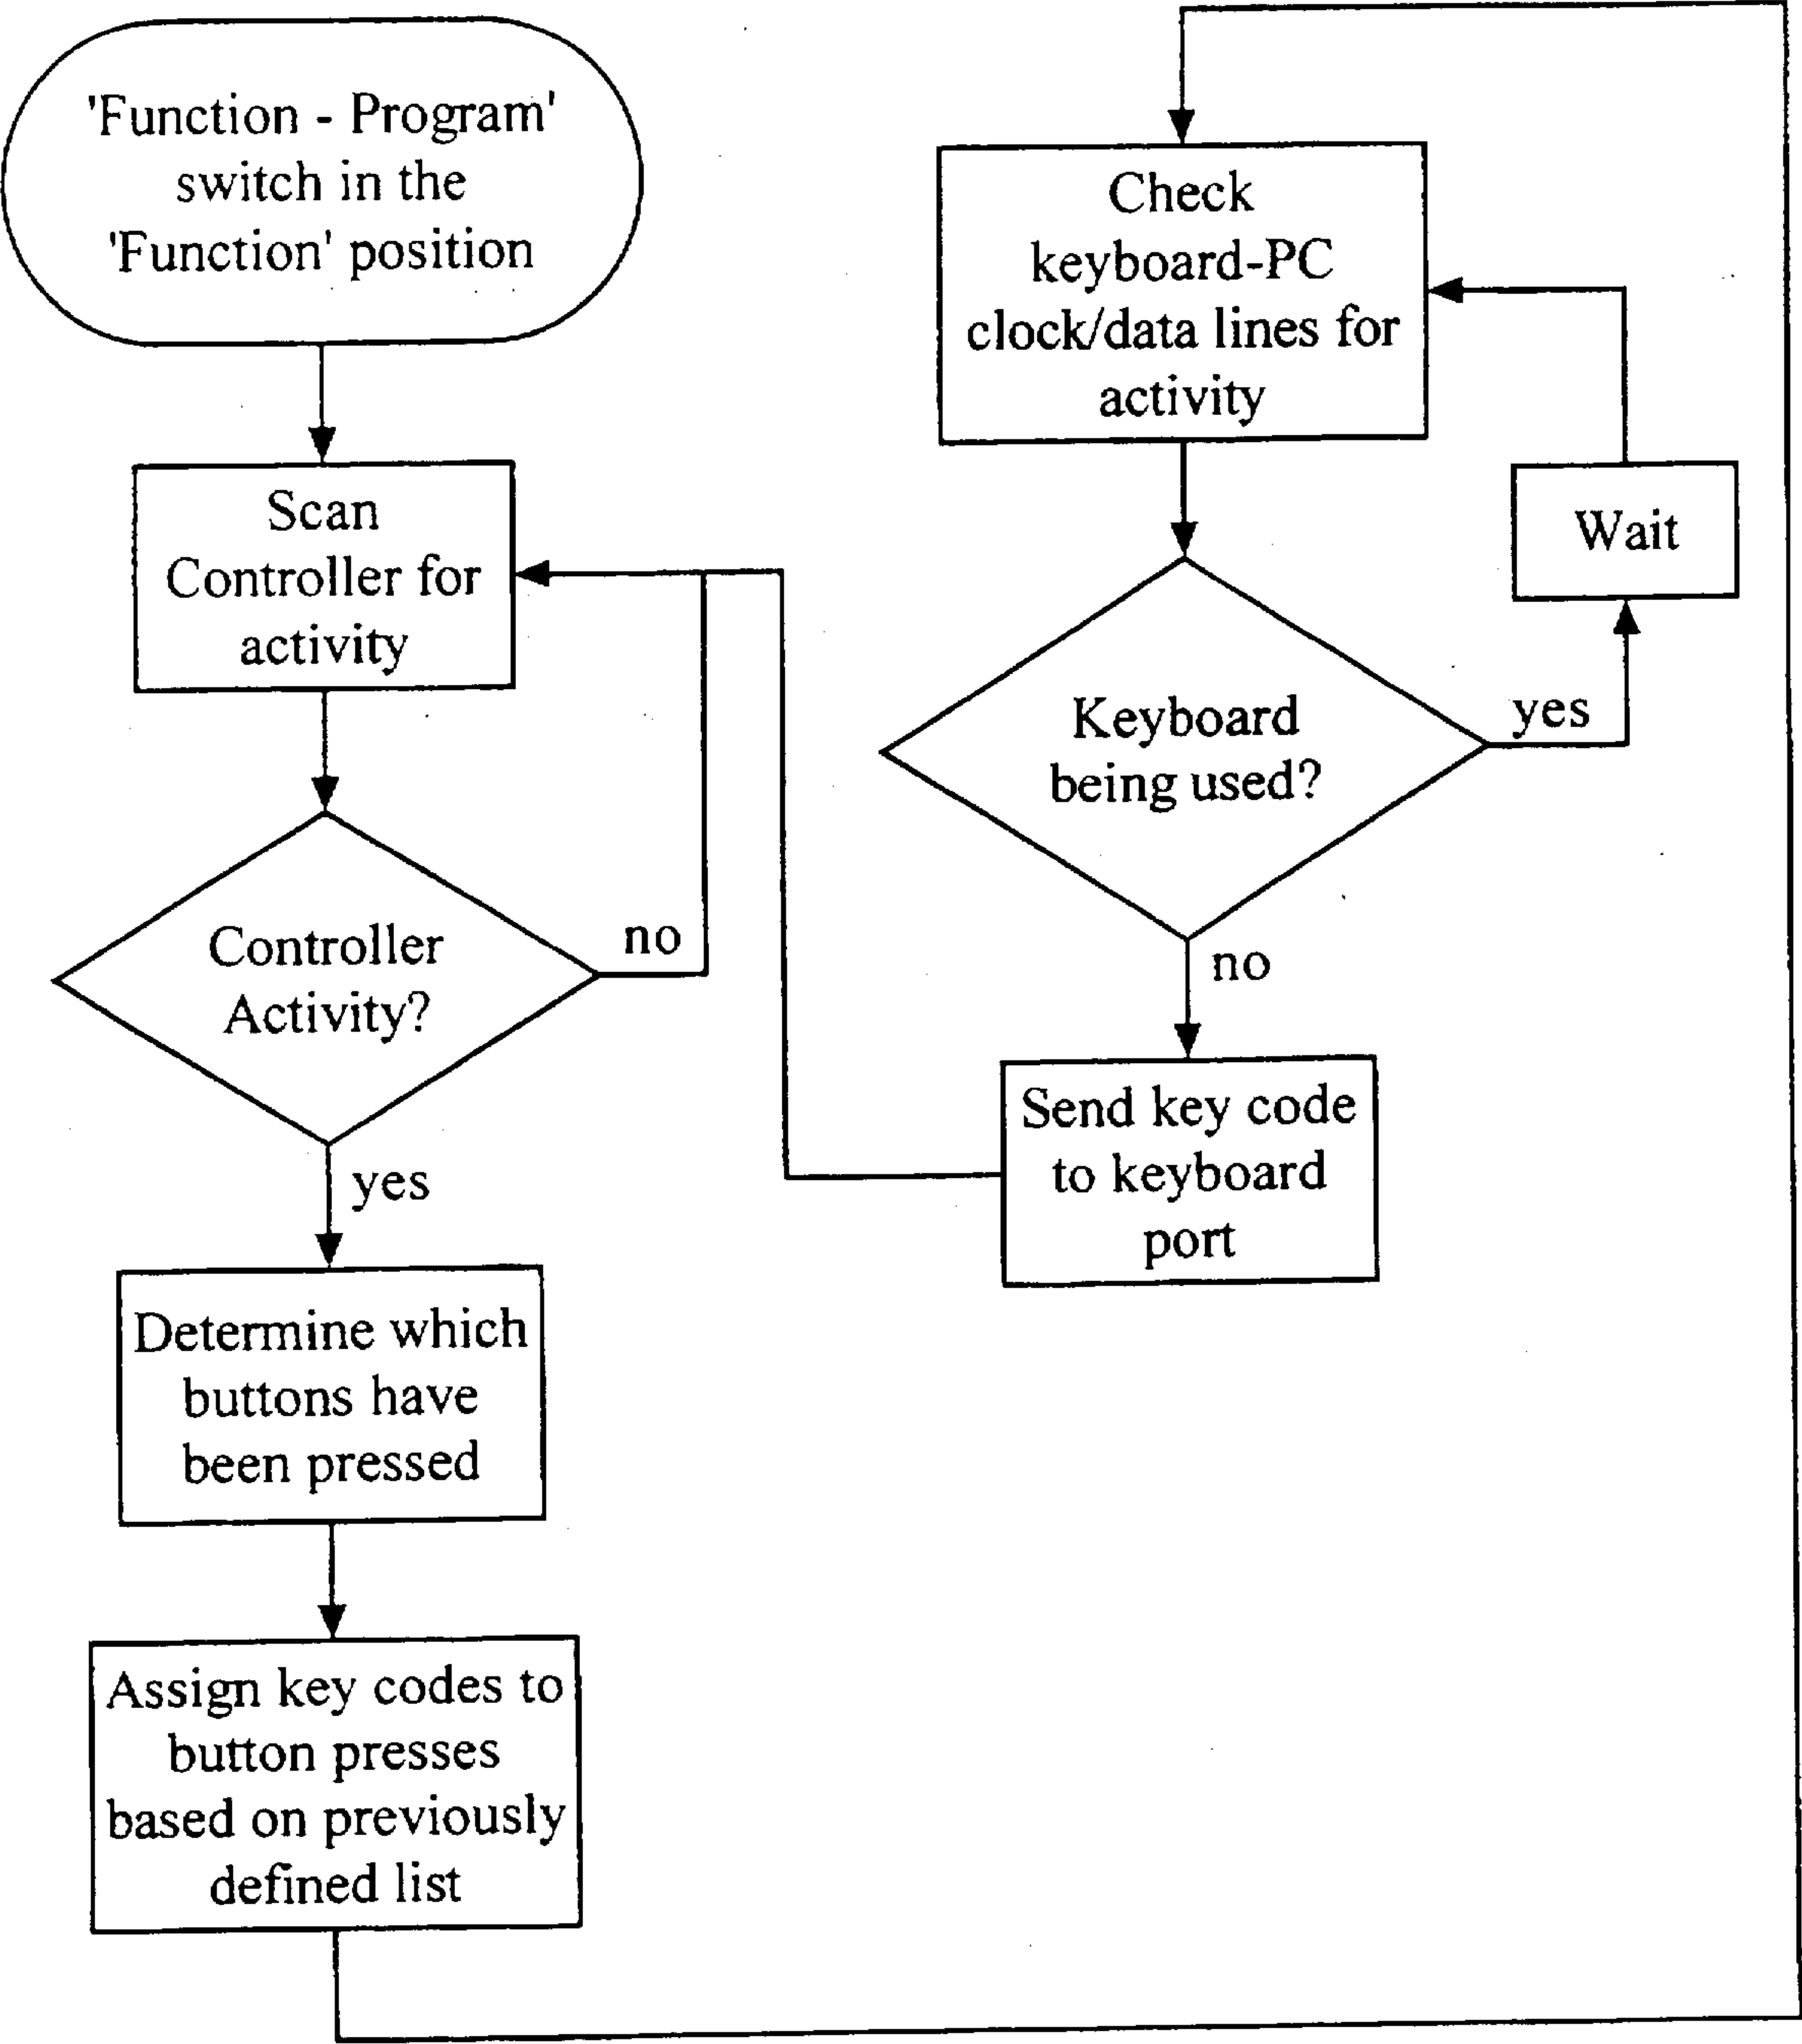 'Function - Program'
switch in the
'Function' position
Scan
Controller for
activity
Controller
Activity?
no
yes
Determine which
buttons have
been pressed
Assign key codes to
button presses
based on previously
defined list
Check
keyboard-PC
clock/data lines for
activity
Wait
Keyboard
being used?
yes
no
Send key code
to keyboard
port